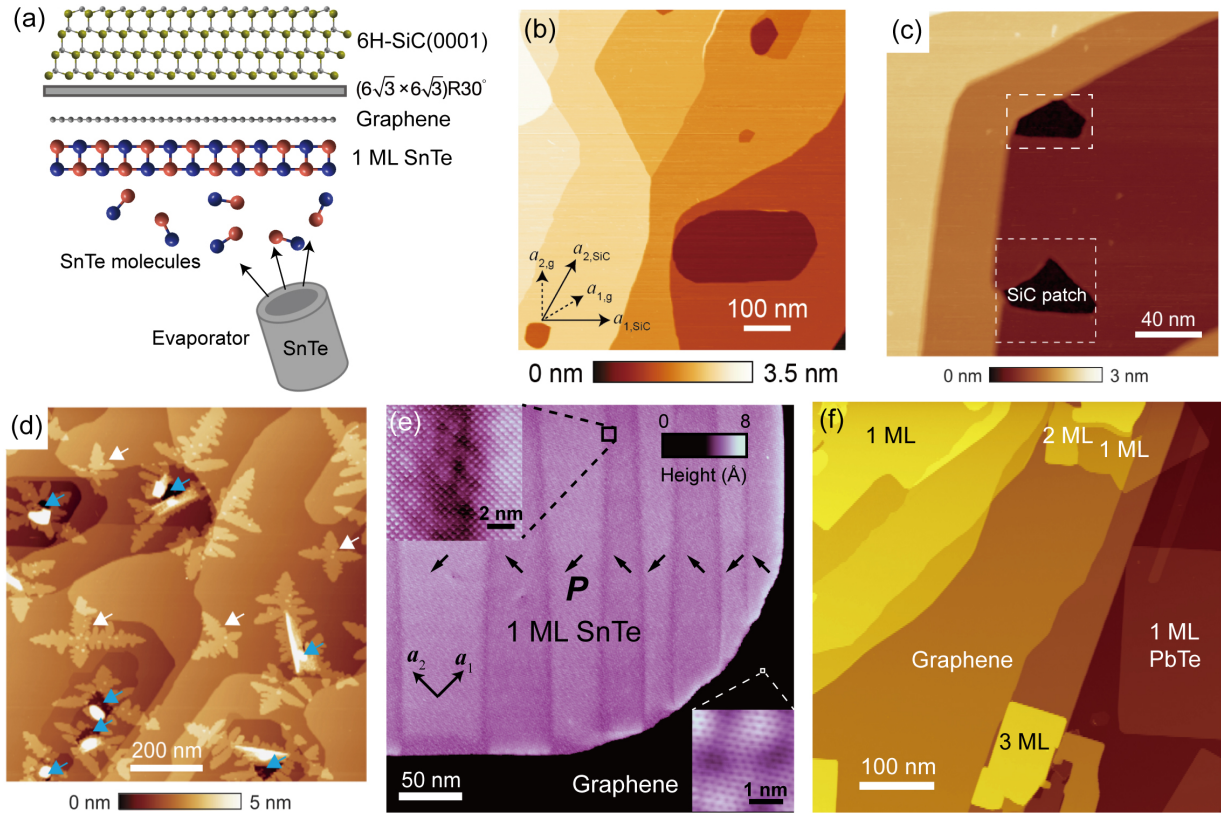 (a)
6H-SiC(0001)
(6√3 × 6√3)R30°
Graphene
1 ML SnTe
SnTe molecules
Evaporator
SnTe
(b)
a2,g
a2,SiC
a1,g
a1,SiC
100 nm
0 nm
3.5 nm
(c)
SiC patch
40 nm
0 nm
3 nm
(d)
200 nm
0 nm
5 nm
(e)
0
8
Height (Å)
2 nm
P
1 ML SnTe
a2
a1
50 nm
Graphene
1 nm
(f)
1 ML
2 ML
1 ML
1 ML
PbTe
Graphene
3 ML
100 nm